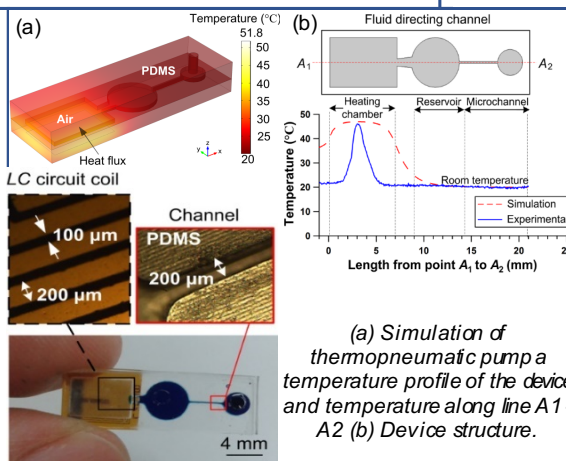 (a)
Temperature (°C)
51.8
50
45
40
35
30
25
20
PDMS
Air
Heat flux
y
z
x
(b)
Fluid directing channel
A1
A2
Heating
chamber
Reservoir
Microchannel
Temperature (°C)
50
40
30
20
10
0
Room temperature
Simulation
Experimental
0
5
10
15
20
Length from point A1 to A2 (mm)
LC circuit coil
100 µm
200 µm
Channel
PDMS
200 µm
4 mm
(a) Simulation of
thermopneumatic pump a
temperature profile of the device
and temperature along line A1
A2 (b) Device structure.